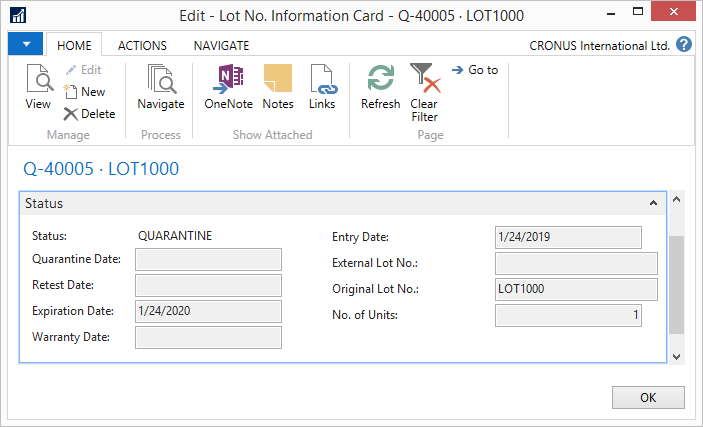 Edit - Lot No. Information Card - Q-40005 · LOT1000
HOME ACTIONS NAVIGATE CRONUS International Ltd. ?
View Edit New Delete Manage
Navigate Process
OneNote Notes Links Show Attached
Refresh Clear Filter Go to Page
Q-40005 · LOT1000
Status
Status: QUARANTINE Entry Date: 1/24/2019
Quarantine Date: External Lot No.:
Retest Date: Original Lot No.: LOT1000
Expiration Date: 1/24/2020 No. of Units: 1
Warranty Date:
OK